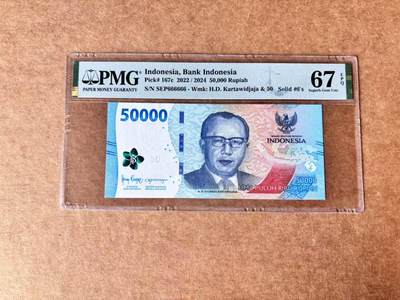 PMG
PAPER MONEY GUARANTY
Indonesia, Bank Indonesia
Pick# 167c 2022 / 2024 50,000 Rupiah
S/N SEP666666 - Wmk: H.D. Kartawidjaja & 50 Solid #6's
67 EPQ
Superb Gem Unc
50000
INDONESIA
50000